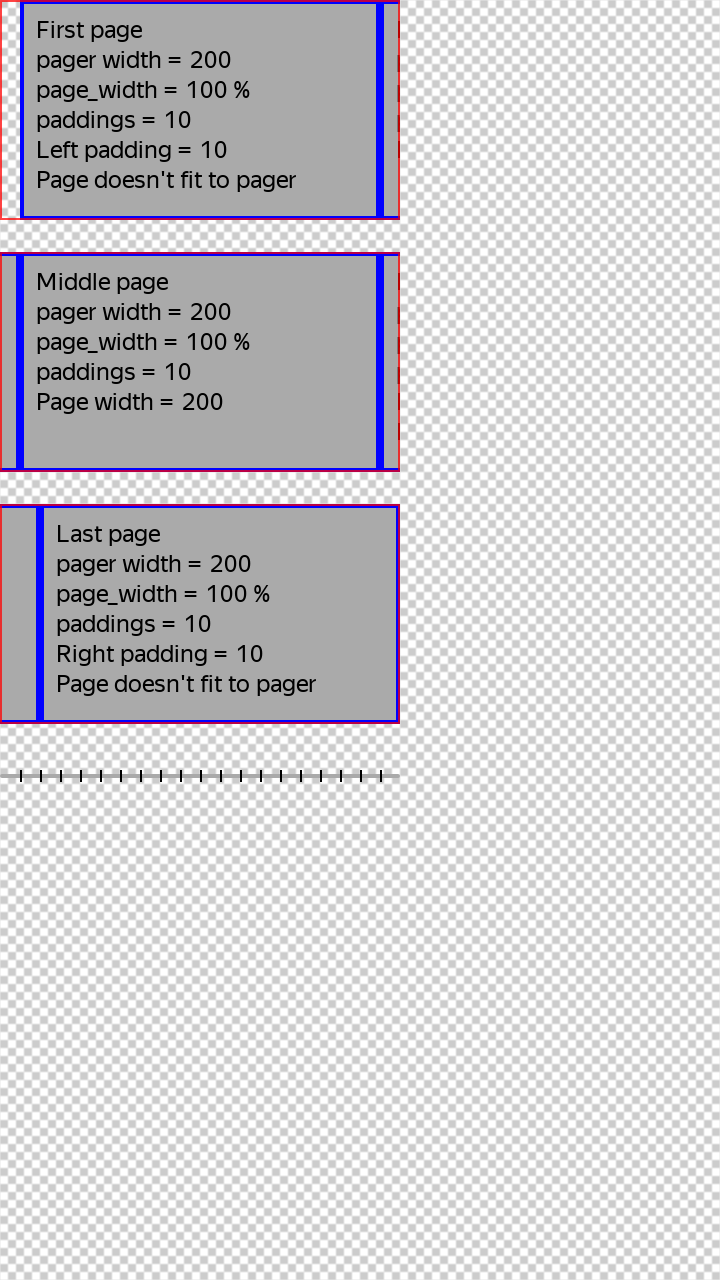 First page
pager width = 200
page_width = 100 %
paddings = 10
Left padding = 10
Page doesn't fit to pager
Middle page
pager width = 200
page_width = 100 %
paddings = 10
Page width = 200
Last page
pager width = 200
page_width = 100 %
paddings = 10
Right padding = 10
Page doesn't fit to pager